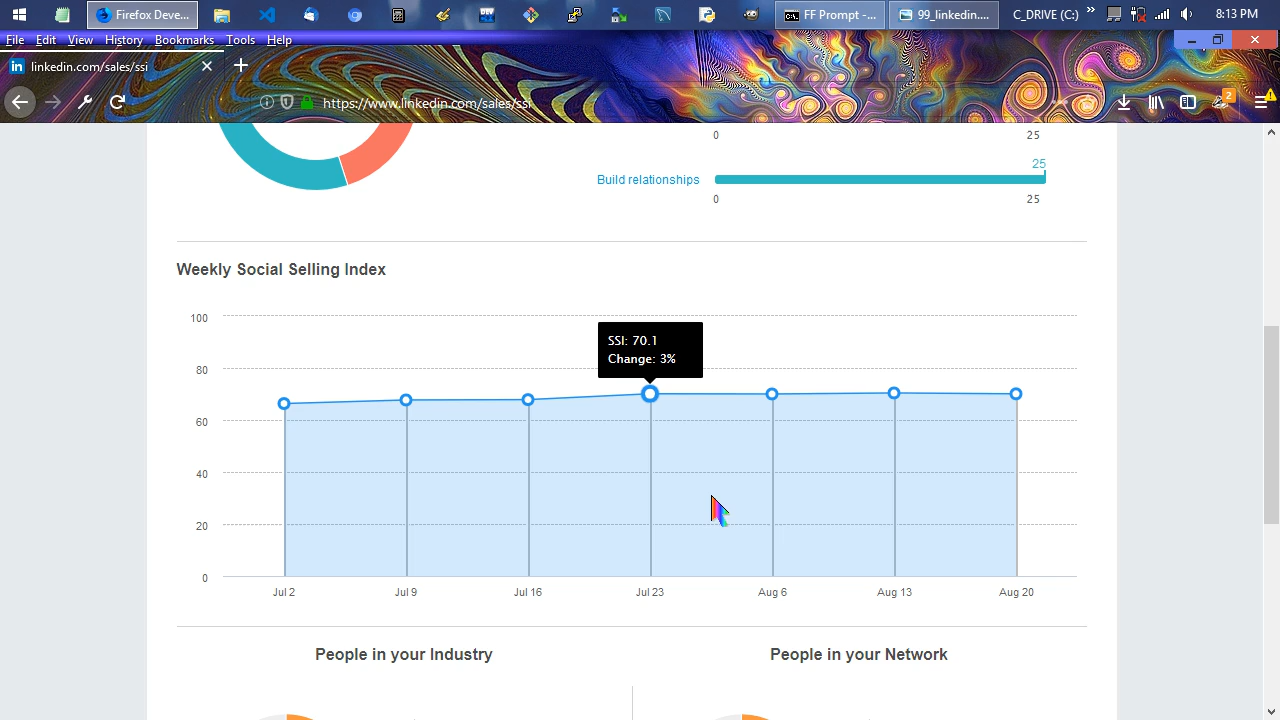 Firefox Deve...
FF Prompt -...
99_linkedin....
C_DRIVE (C:)
8:13 PM
File Edit View History Bookmarks Tools Help
linkedin.com/sales/ssi
https://www.linkedin.com/sales/ssi
2
0 25
25
Build relationships
0 25
Weekly Social Selling Index
100
SSI: 70.1
Change: 3%
80
60
40
20
0
Jul 2 Jul 9 Jul 16 Jul 23 Aug 6 Aug 13 Aug 20
People in your Industry People in your Network